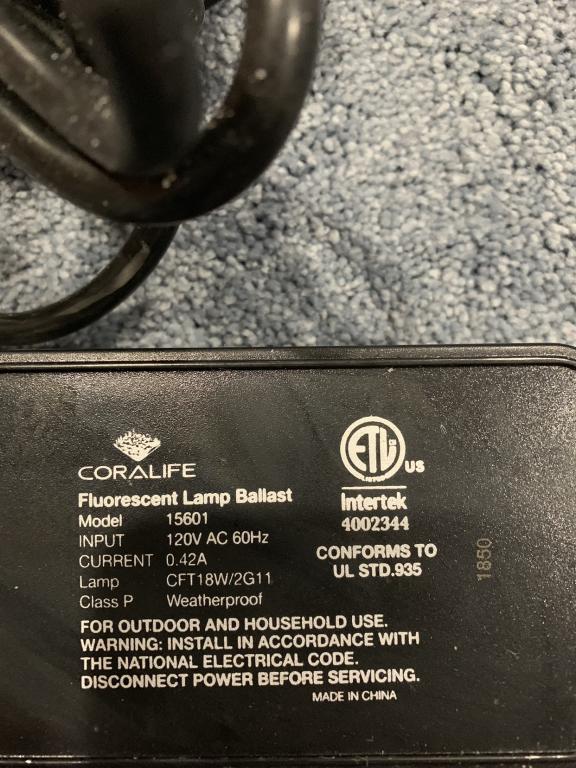 CORALIFE
Fluorescent Lamp Ballast
Model 15601
INPUT 120V AC 60Hz
CURRENT 0.42A
Lamp CFT18W/2G11
Class P Weatherproof
ETL US
Intertek
4002344
CONFORMS TO
UL STD.935
1850
FOR OUTDOOR AND HOUSEHOLD USE.
WARNING: INSTALL IN ACCORDANCE WITH
THE NATIONAL ELECTRICAL CODE.
DISCONNECT POWER BEFORE SERVICING.
MADE IN CHINA